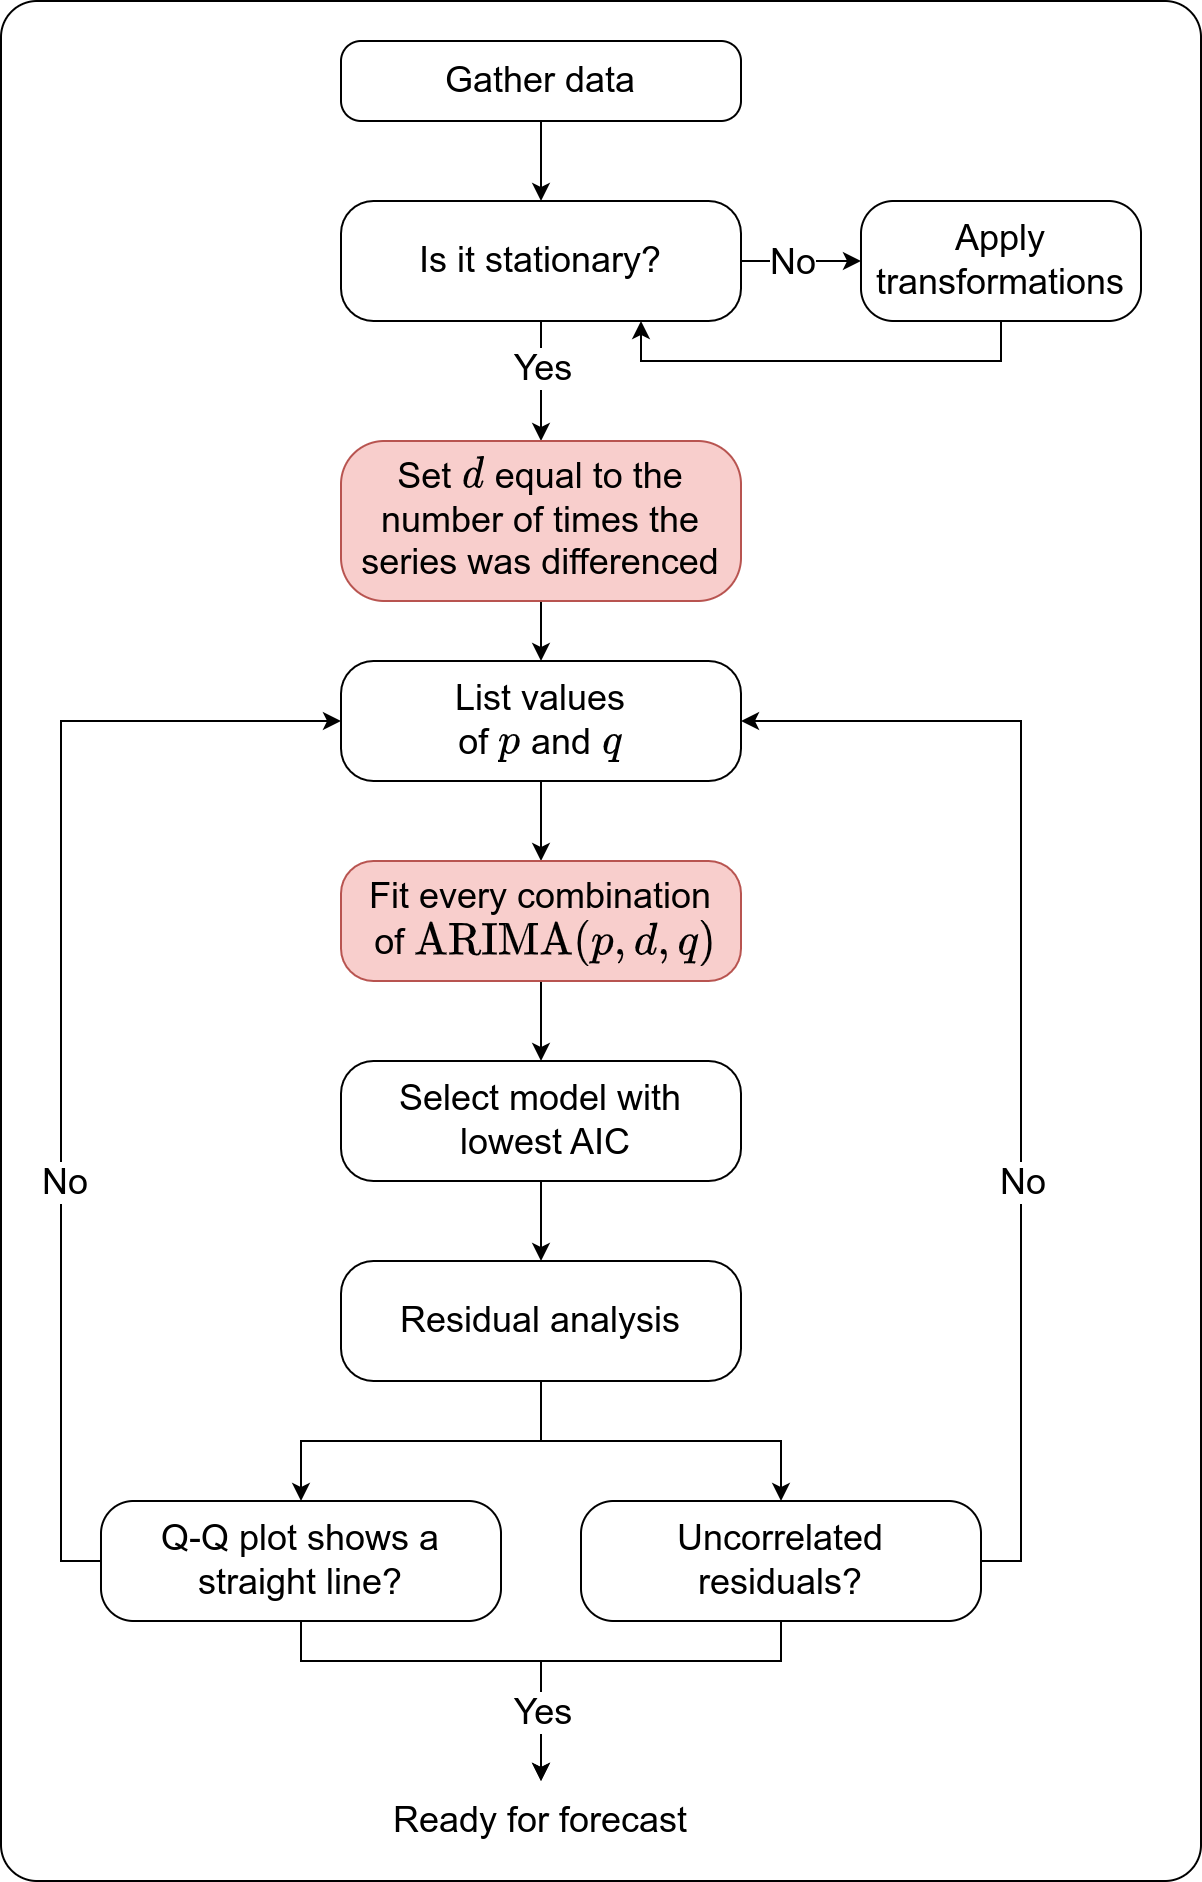 Gather data
Is it stationary?
No
Apply
transformations
Yes
Set d equal to the
number of times the
series was differenced
List values
of p and q
Fit every combination
of ARIMA(p, d, q)
Select model with
lowest AIC
No
No
Residual analysis
Q-Q plot shows a
straight line?
Uncorrelated
residuals?
Yes
Ready for forecast